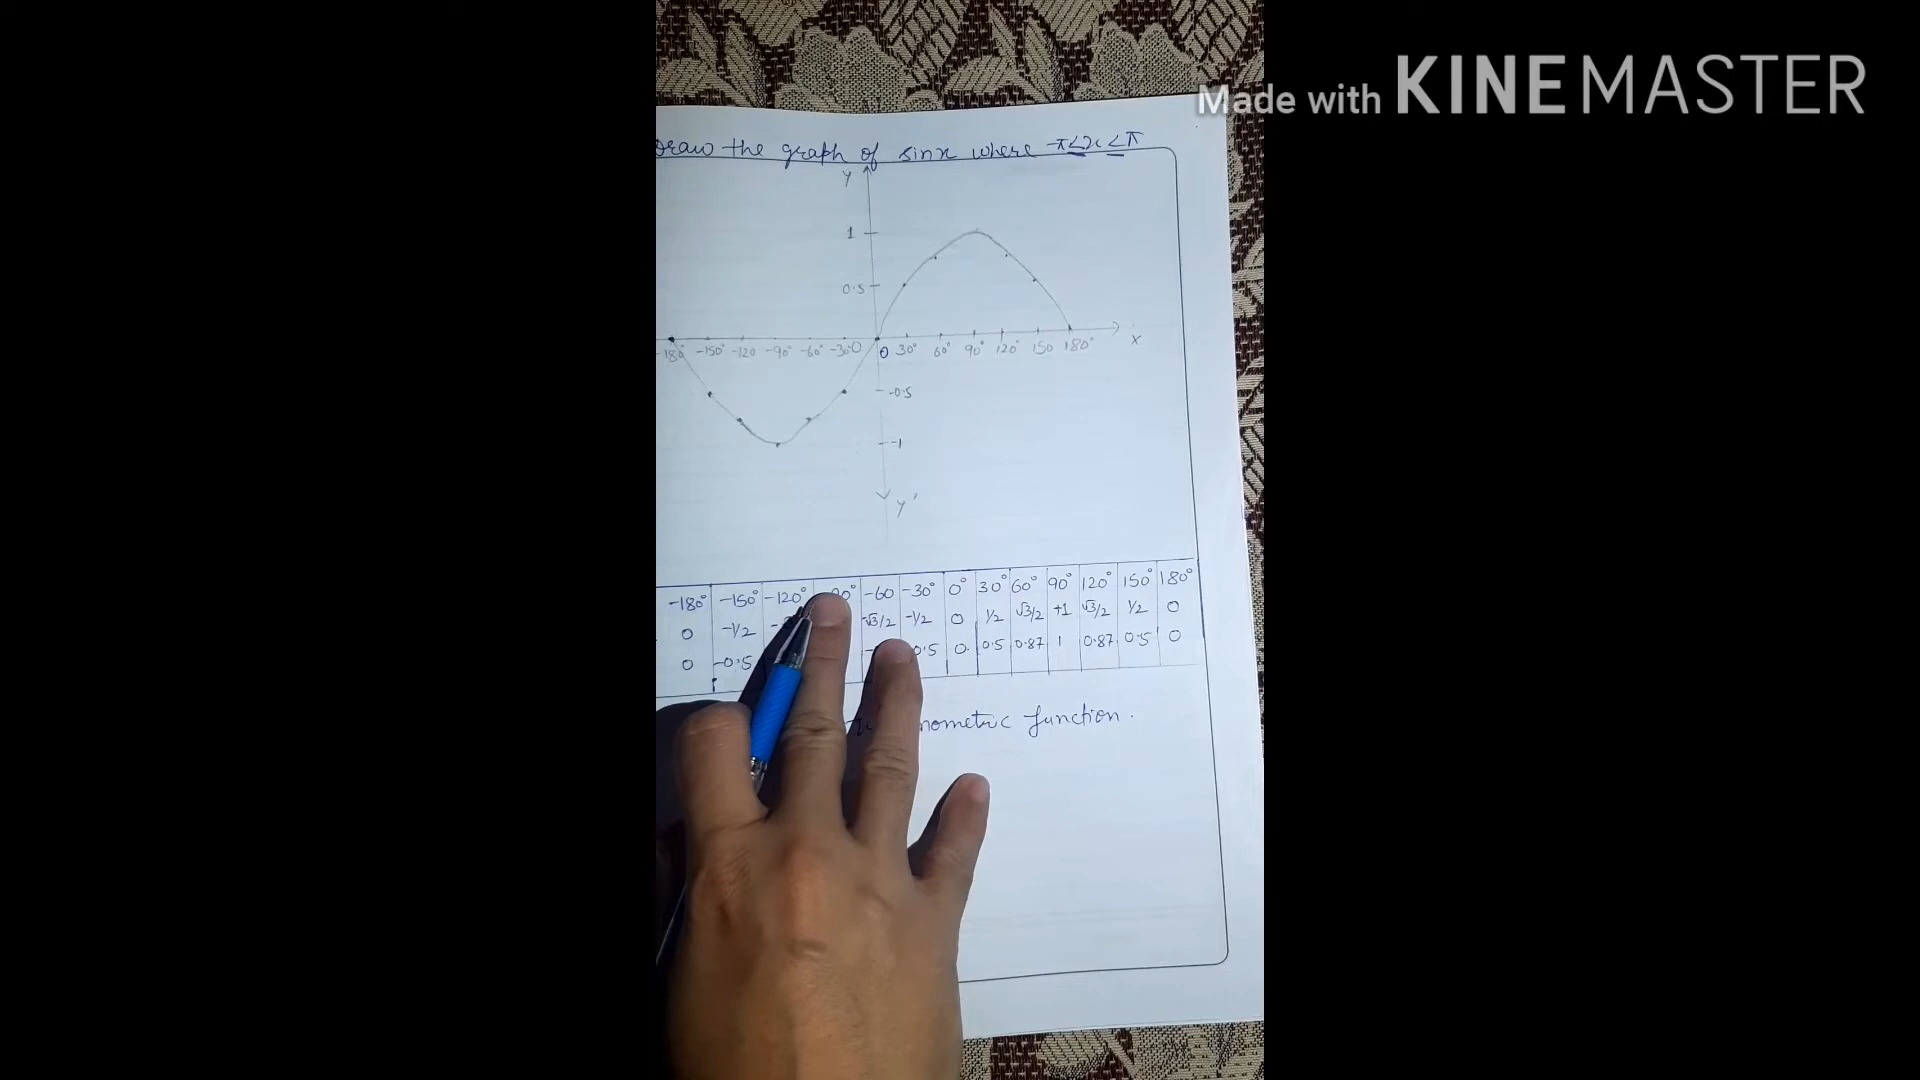 Made with KINEMASTER
Draw the graph of sinx where -π≤x≤π
y
1
0.5
-180° -150° -120 -90° -60° -30° O 0 30° 60° 90° 120° 150 180° x
-0.5
-1
y'
-180° -150° -120° -60 -30° 0° 30° 60° 90° 120° 150° 180°
0 -1/2 √3/2 -1/2 0 1/2 √3/2 +1 √3/2 1/2 0
0 -0.5 0.5 0. 0.5 0.87 1 0.87 0.5 0
function.